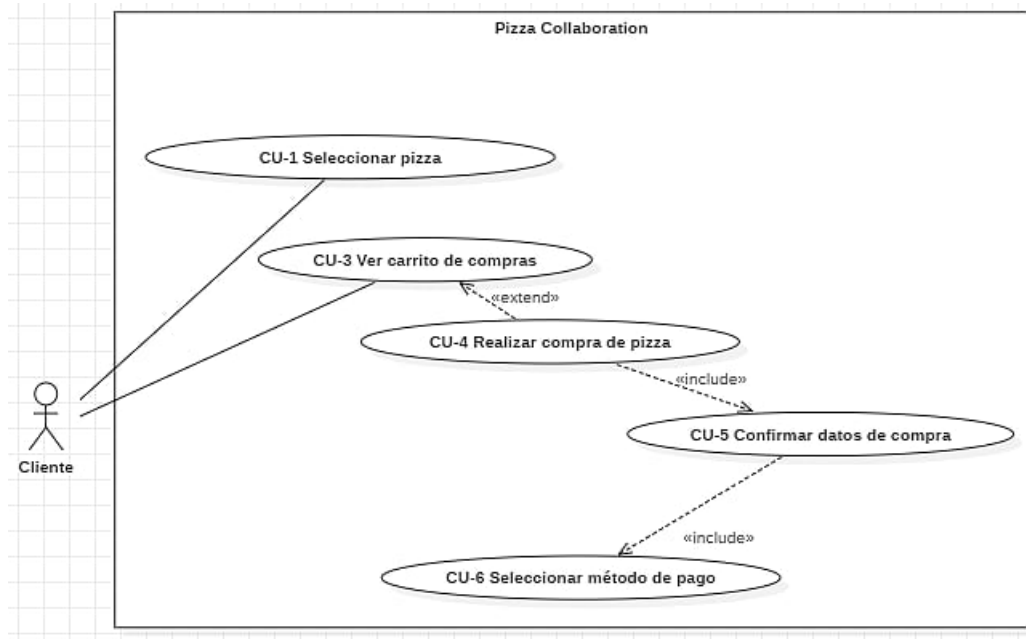 Pizza Collaboration
CU-1 Seleccionar pizza
CU-3 Ver carrito de compras
«extend»
CU-4 Realizar compra de pizza
«include»
CU-5 Confirmar datos de compra
Cliente
«include»
CU-6 Seleccionar método de pago